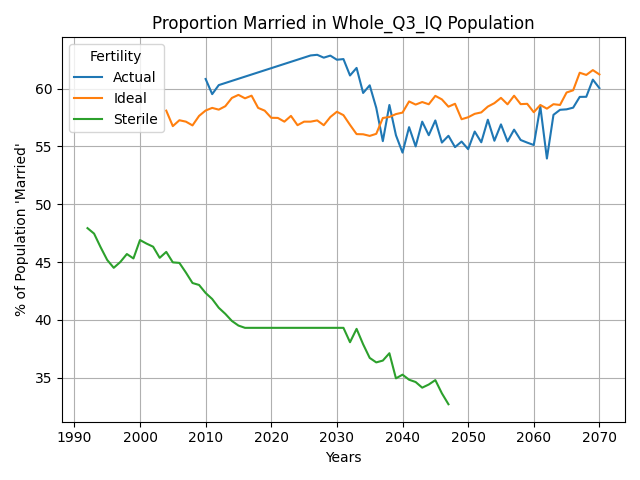 Proportion Married in Whole_Q3_IQ Population
Fertility
Actual
Ideal
Sterile
% of Population 'Married'
60
55
50
45
40
35
1990 2000 2010 2020 2030 2040 2050 2060 2070
Years